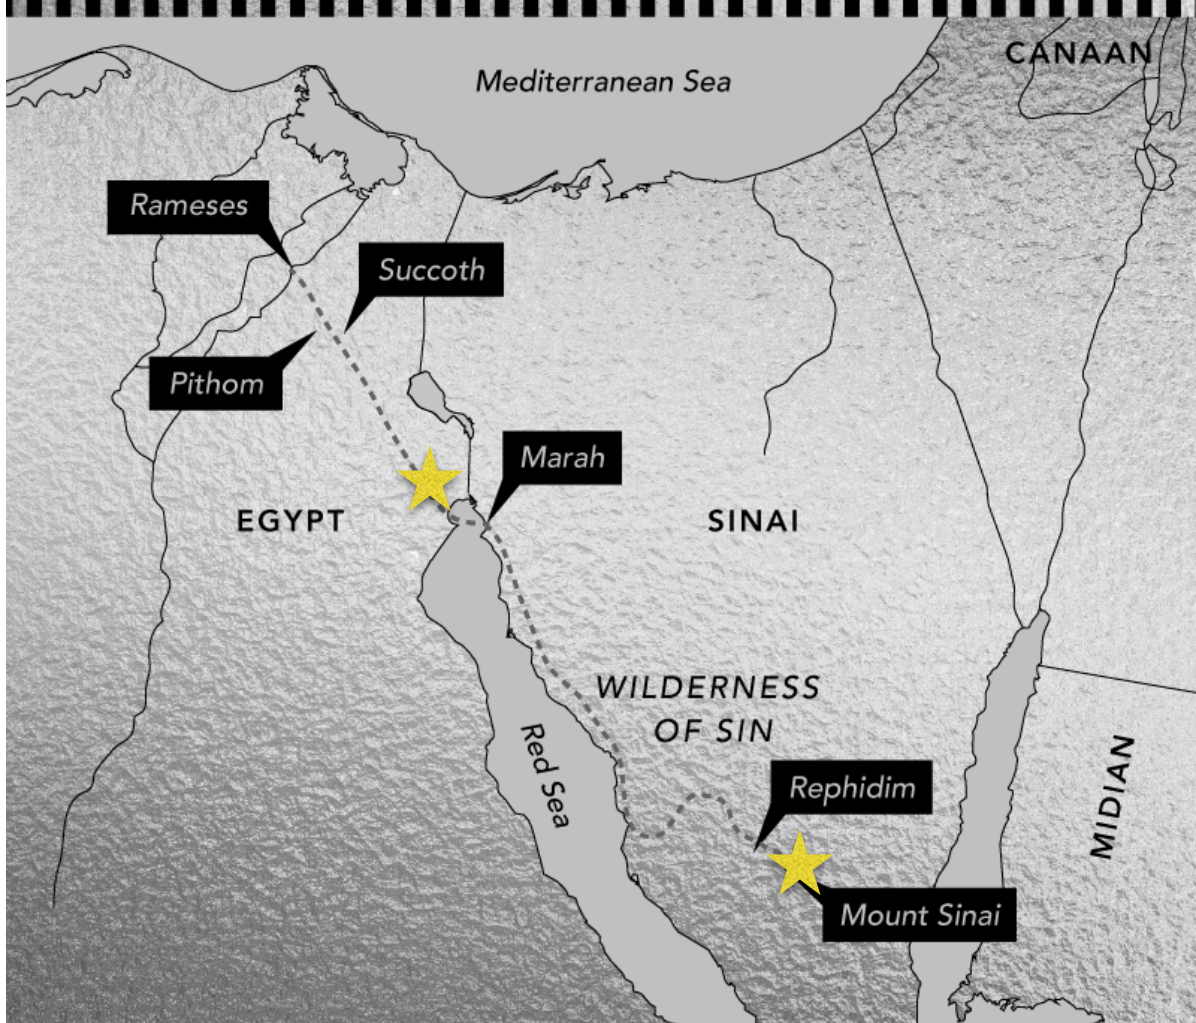 CANAAN
Mediterranean Sea
Rameses
Succoth
Pithom
Marah
EGYPT
SINAI
WILDERNESS
OF SIN
Red Sea
Rephidim
MIDIAN
Mount Sinai